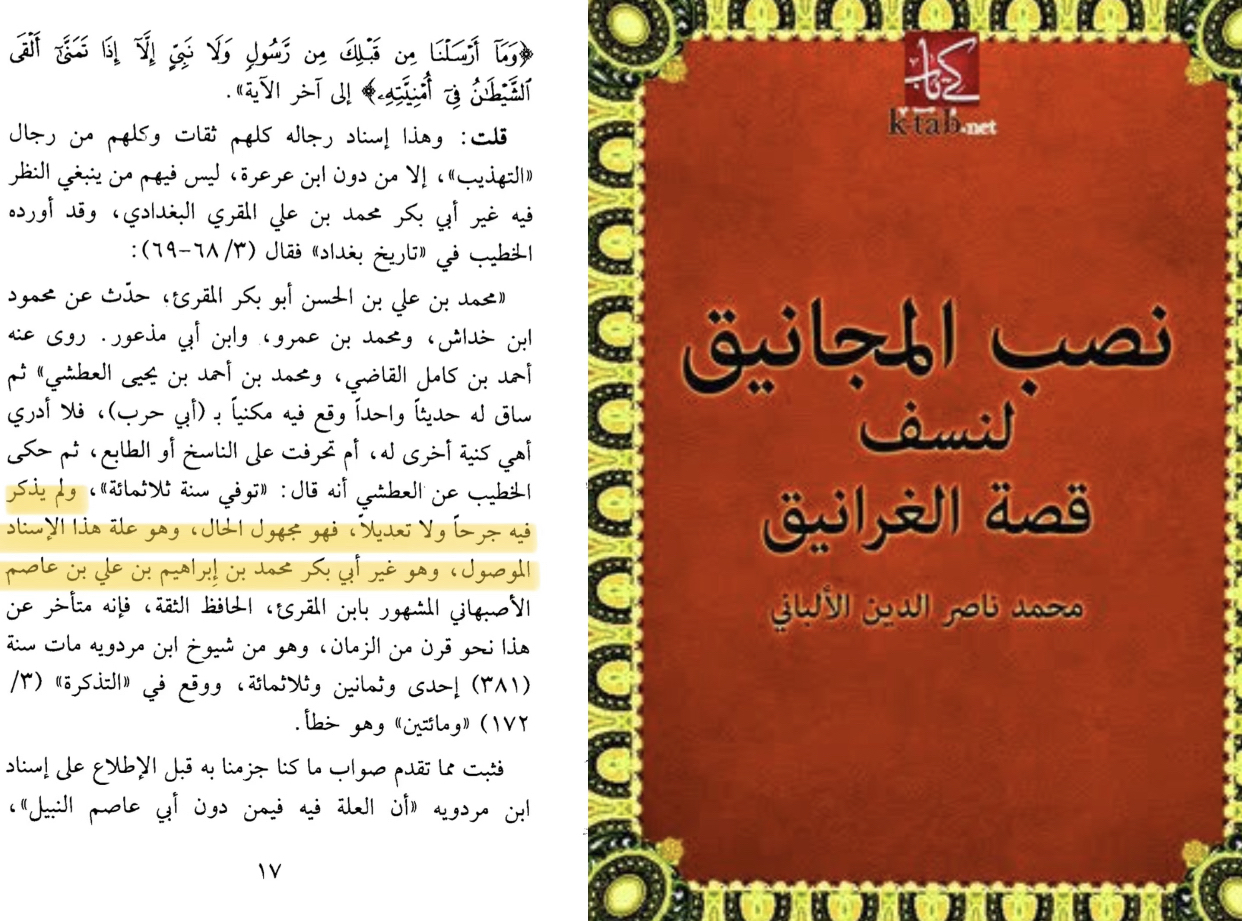 ﴿وَمَآ أَرْسَلْنَا مِن قَبْلِكَ مِن رَّسُولٍ وَلَا نَبِيٍّ إِلَّآ إِذَا تَمَنَّىٰٓ أَلْقَى
ٱلشَّيْطَـٰنُ فِىٓ أُمْنِيَّتِهِۦ﴾ إلى آخر الآية» .
قلت: وهذا إسناد رجاله كلهم ثقات وكلهم من رجال
«التهذيب»، إلا من دون ابن عرعرة، ليس فيهم من ينبغي النظر
فيه غير أبي بكر محمد بن علي المقري البغدادي، وقد أورده
الخطيب في «تاريخ بغداد» فقال (٣/ ٦٨-٦٩):
«محمد بن علي بن الحسن أبو بكر المقرئ، حدّث عن محمود
ابن خداش، ومحمد بن عمرو، وابن أبي مذعور. روى عنه
أحمد بن كامل القاضي، ومحمد بن أحمد بن يحيى العطشي» ثم
ساق له حديثاً واحداً وقع فيه مكنياً بـ (أبي حرب)، فلا أدري
أهي كنية أخرى له، أم تحرفت على الناسخ أو الطابع، ثم حكى
الخطيب عن العطشي أنه قال: «توفي سنة ثلاثمائة»، ولم يذكر
فيه جرحاً ولا تعديلاً، فهو مجهول الحال، وهو علة هذا الإسناد
الموصول، وهو غير أبي بكر محمد بن إبراهيم بن علي بن عاصم
الأصبهاني المشهور بابن المقرئ، الحافظ الثقة، فإنه متأخر عن
هذا نحو قرن من الزمان، وهو من شيوخ ابن مردويه مات سنة
(٣٨١) إحدى وثمانين وثلاثمائة، ووقع في «التذكرة» (٣/
١٧٢) «ومائتين» وهو خطأ.
فثبت مما تقدم صواب ما كنا جزمنا به قبل الإطلاع على إسناد
ابن مردويه «أن العلة فيه فيمن دون أبي عاصم النبيل»،
١٧
كتاب
k-tab.net
نصب المجانيق
لنسف
قصة الغرانيق
محمد ناصر الدين الألباني